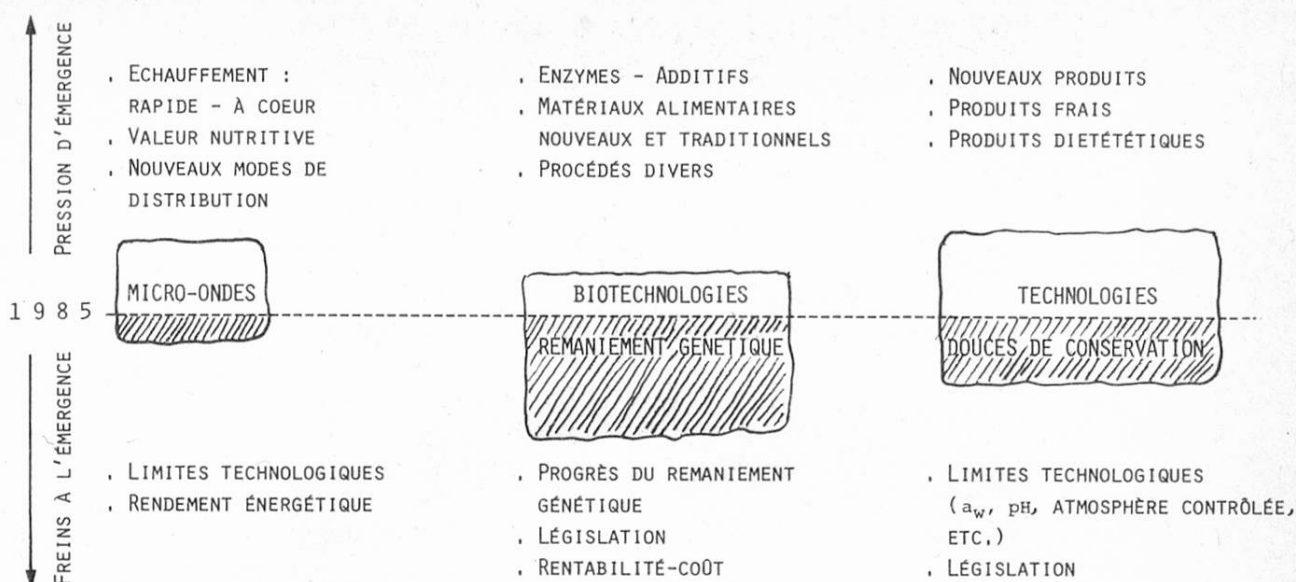 PRESSION D'ÉMERGENCE
. ECHAUFFEMENT :
RAPIDE - À COEUR
. VALEUR NUTRITIVE
. NOUVEAUX MODES DE
DISTRIBUTION
. ENZYMES - ADDITIFS
. MATÉRIAUX ALIMENTAIRES
NOUVEAUX ET TRADITIONNELS
. PROCÉDÉS DIVERS
. NOUVEAUX PRODUITS
. PRODUITS FRAIS
. PRODUITS DIETÉTÉTIQUES
1985
MICRO-ONDES
BIOTECHNOLOGIES
REMANIEMENT GÉNÉTIQUE
TECHNOLOGIES
DOUCES DE CONSERVATION
FREINS À L'ÉMERGENCE
. LIMITES TECHNOLOGIQUES
. RENDEMENT ÉNERGÉTIQUE
. PROGRÈS DU REMANIEMENT
GÉNÉTIQUE
. LÉGISLATION
. RENTABILITÉ-COÛT
. LIMITES TECHNOLOGIQUES
(aw, pH, ATMOSPHÈRE CONTRÔLÉE,
ETC.)
. LÉGISLATION